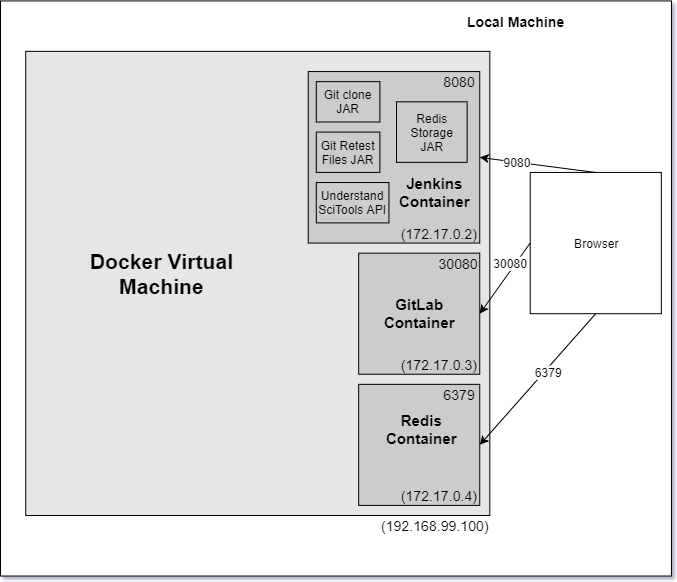 Local Machine
8080
Git clone
JAR
Redis
Storage
JAR
Git Retest
Files JAR
Understand
SciTools API
Jenkins
Container
(172.17.0.2)
9080
Browser
Docker Virtual
Machine
30080
30080
GitLab
Container
(172.17.0.3)
6379
6379
Redis
Container
(172.17.0.4)
(192.168.99.100)